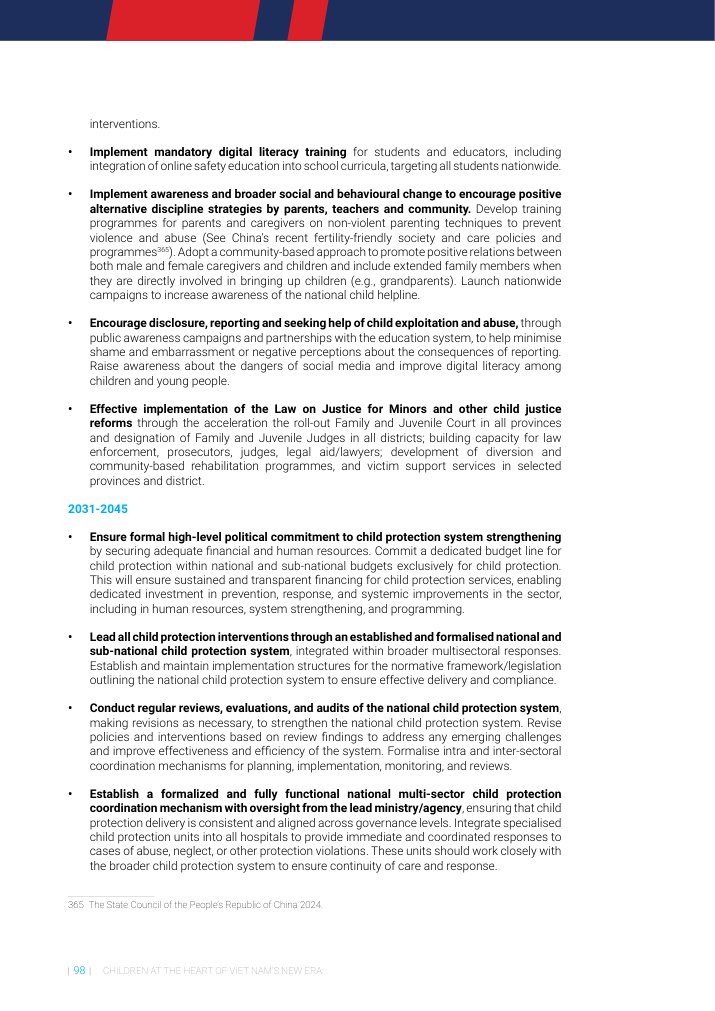 interventions.
• Implement mandatory digital literacy training for students and educators, including
integration of online safety education into school curricula, targeting all students nationwide.
• Implement awareness and broader social and behavioural change to encourage positive
alternative discipline strategies by parents, teachers and community. Develop training
programmes for parents and caregivers on non-violent parenting techniques to prevent
violence and abuse (See China's recent fertility-friendly society and care policies and
programmes365). Adopt a community-based approach to promote positive relations between
both male and female caregivers and children and include extended family members when
they are directly involved in bringing up children (e.g., grandparents). Launch nationwide
campaigns to increase awareness of the national child helpline.
• Encourage disclosure, reporting and seeking help of child exploitation and abuse, through
public awareness campaigns and partnerships with the education system, to help minimise
shame and embarrassment or negative perceptions about the consequences of reporting.
Raise awareness about the dangers of social media and improve digital literacy among
children and young people.
• Effective implementation of the Law on Justice for Minors and other child justice
reforms through the acceleration the roll-out Family and Juvenile Court in all provinces
and designation of Family and Juvenile Judges in all districts; building capacity for law
enforcement, prosecutors, judges, legal aid/lawyers; development of diversion and
community-based rehabilitation programmes, and victim support services in selected
provinces and district.
2031-2045
• Ensure formal high-level political commitment to child protection system strengthening
by securing adequate financial and human resources. Commit a dedicated budget line for
child protection within national and sub-national budgets exclusively for child protection.
This will ensure sustained and transparent financing for child protection services, enabling
dedicated investment in prevention, response, and systemic improvements in the sector,
including in human resources, system strengthening, and programming.
• Lead all child protection interventions through an established and formalised national and
sub-national child protection system, integrated within broader multisectoral responses.
Establish and maintain implementation structures for the normative framework/legislation
outlining the national child protection system to ensure effective delivery and compliance.
• Conduct regular reviews, evaluations, and audits of the national child protection system,
making revisions as necessary, to strengthen the national child protection system. Revise
policies and interventions based on review findings to address any emerging challenges
and improve effectiveness and efficiency of the system. Formalise intra and inter-sectoral
coordination mechanisms for planning, implementation, monitoring, and reviews.
• Establish a formalized and fully functional national multi-sector child protection
coordination mechanism with oversight from the lead ministry/agency, ensuring that child
protection delivery is consistent and aligned across governance levels. Integrate specialised
child protection units into all hospitals to provide immediate and coordinated responses to
cases of abuse, neglect, or other protection violations. These units should work closely with
the broader child protection system to ensure continuity of care and response.
365 The State Council of the People's Republic of China 2024.
| 98 | CHILDREN AT THE HEART OF VIET NAM'S NEW ERA